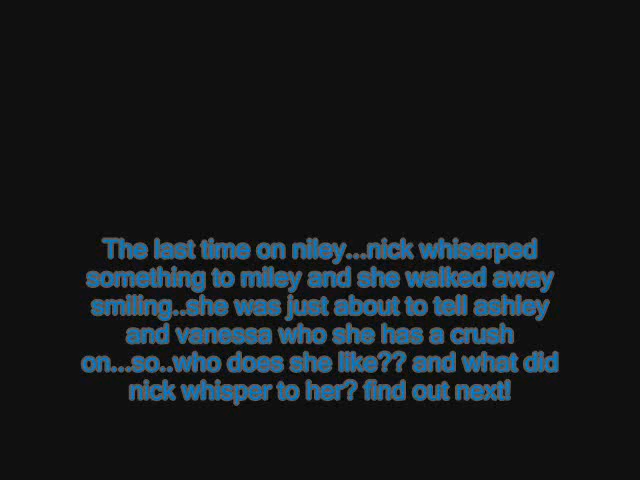 The last time on niley...nick whiserped
something to miley and she walked away
smiling..she was just about to tell ashley
and vanessa who she has a crush
on...so..who does she like?? and what did
nick whisper to her? find out next!